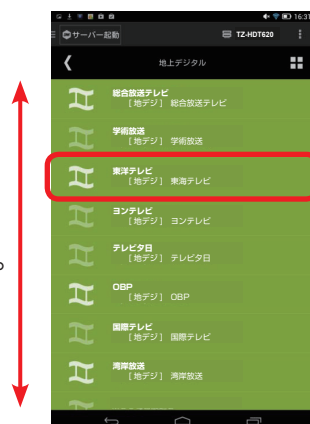 16:31
サーバー起動
TZ-HDT620
地上デジタル
総合放送テレビ
[地デジ] 総合放送テレビ
学術放送
[地デジ] 学術放送
東洋テレビ
[地デジ] 東海テレビ
ヨンテレビ
[地デジ] ヨンテレビ
テレビ夕日
[地デジ] テレビ夕日
OBP
[地デジ] OBP
国際テレビ
[地デジ] 国際テレビ
湾岸放送
[地デジ] 湾岸放送